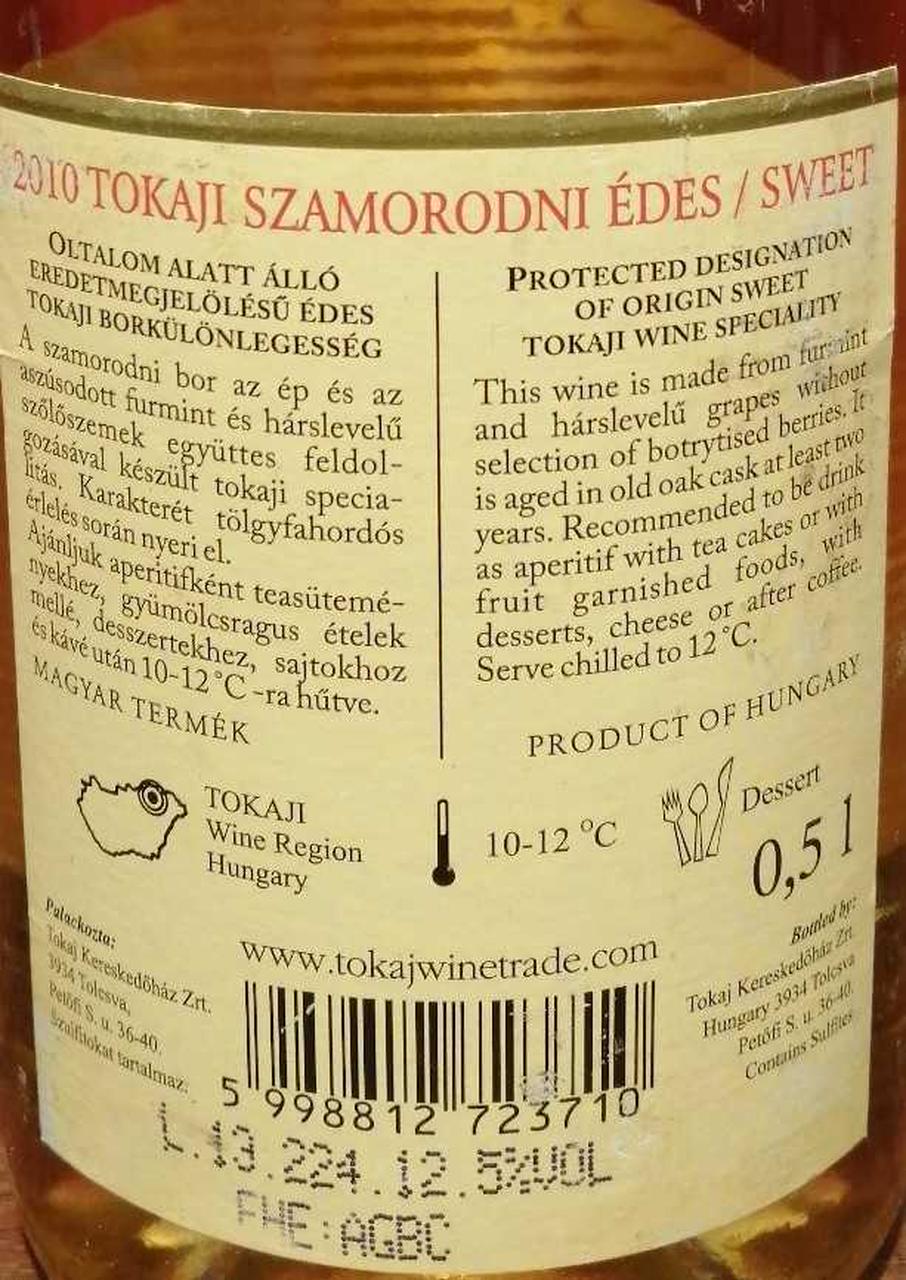 2010 TOKAJI SZAMORODNI ÉDES / SWEET
OLTALOM ALATT ÁLLÓ
EREDETMEGJELÖLÉSŰ ÉDES
TOKAJI BORKÜLÖNLEGESSÉG
A szamorodni bor az ép és az
aszúsodott furmint és hárslevelű
szőlőszemek együttes feldol-
gozásával készült tokaji specia-
litás. Karakterét tölgyfahordós
érlelés során nyeri el.
Ajánljuk aperitifként teasütemé-
nyekhez, gyümölcsragus ételek
mellé, desszertekhez, sajtokhoz
és kávé után 10-12 °C -ra hűtve.
MAGYAR TERMÉK
PROTECTED DESIGNATION
OF ORIGIN SWEET
TOKAJI WINE SPECIALITY
This wine is made from furmint
and hárslevelű grapes without
selection of botrytised berries. It
is aged in old oak cask at least two
years. Recommended to be drink
as aperitif with tea cakes or with
fruit garnished foods, with
desserts, cheese or after coffee.
Serve chilled to 12 °C.
PRODUCT OF HUNGARY
TOKAJI
Wine Region
Hungary
10-12 °C
Dessert
0,5 l
Palackozta:
Tokaj Kereskedőház Zrt.
3934 Tolcsva,
Petőfi S. u. 36-40.
Szulfitokat tartalmaz.
www.tokajwinetrade.com
Bottled by:
Tokaj Kereskedőház Zrt.
Hungary 3934 Tolcsva
Petőfi S. u. 36-40.
Contains Sulfites
5 998812 723710
12.5%VOL
FHE:AGBC